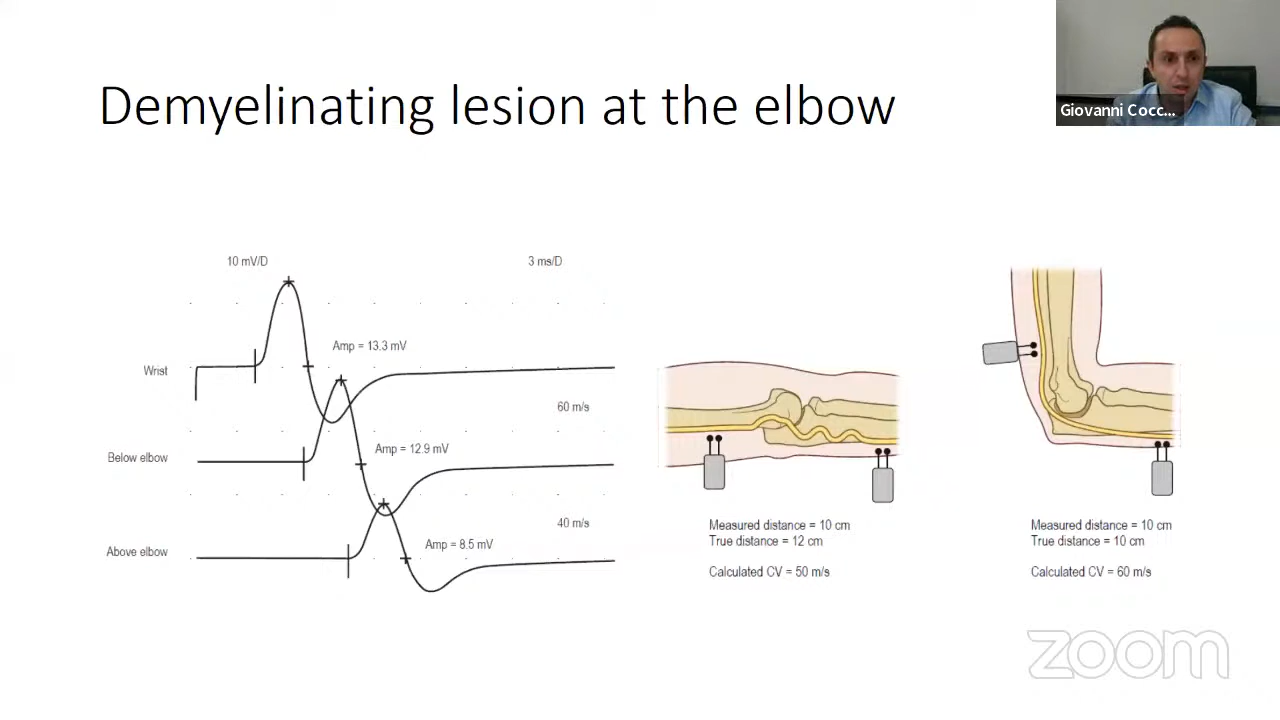 Demyelinating lesion at the elbow
Giovanni Cocc...
10 mV/D
3 ms/D
Amp = 13.3 mV
Wrist
60 m/s
Amp = 12.9 mV
Below elbow
40 m/s
Amp = 8.5 mV
Above elbow
Measured distance = 10 cm
True distance = 12 cm
Calculated CV = 50 m/s
Measured distance = 10 cm
True distance = 10 cm
Calculated CV = 60 m/s
zoom